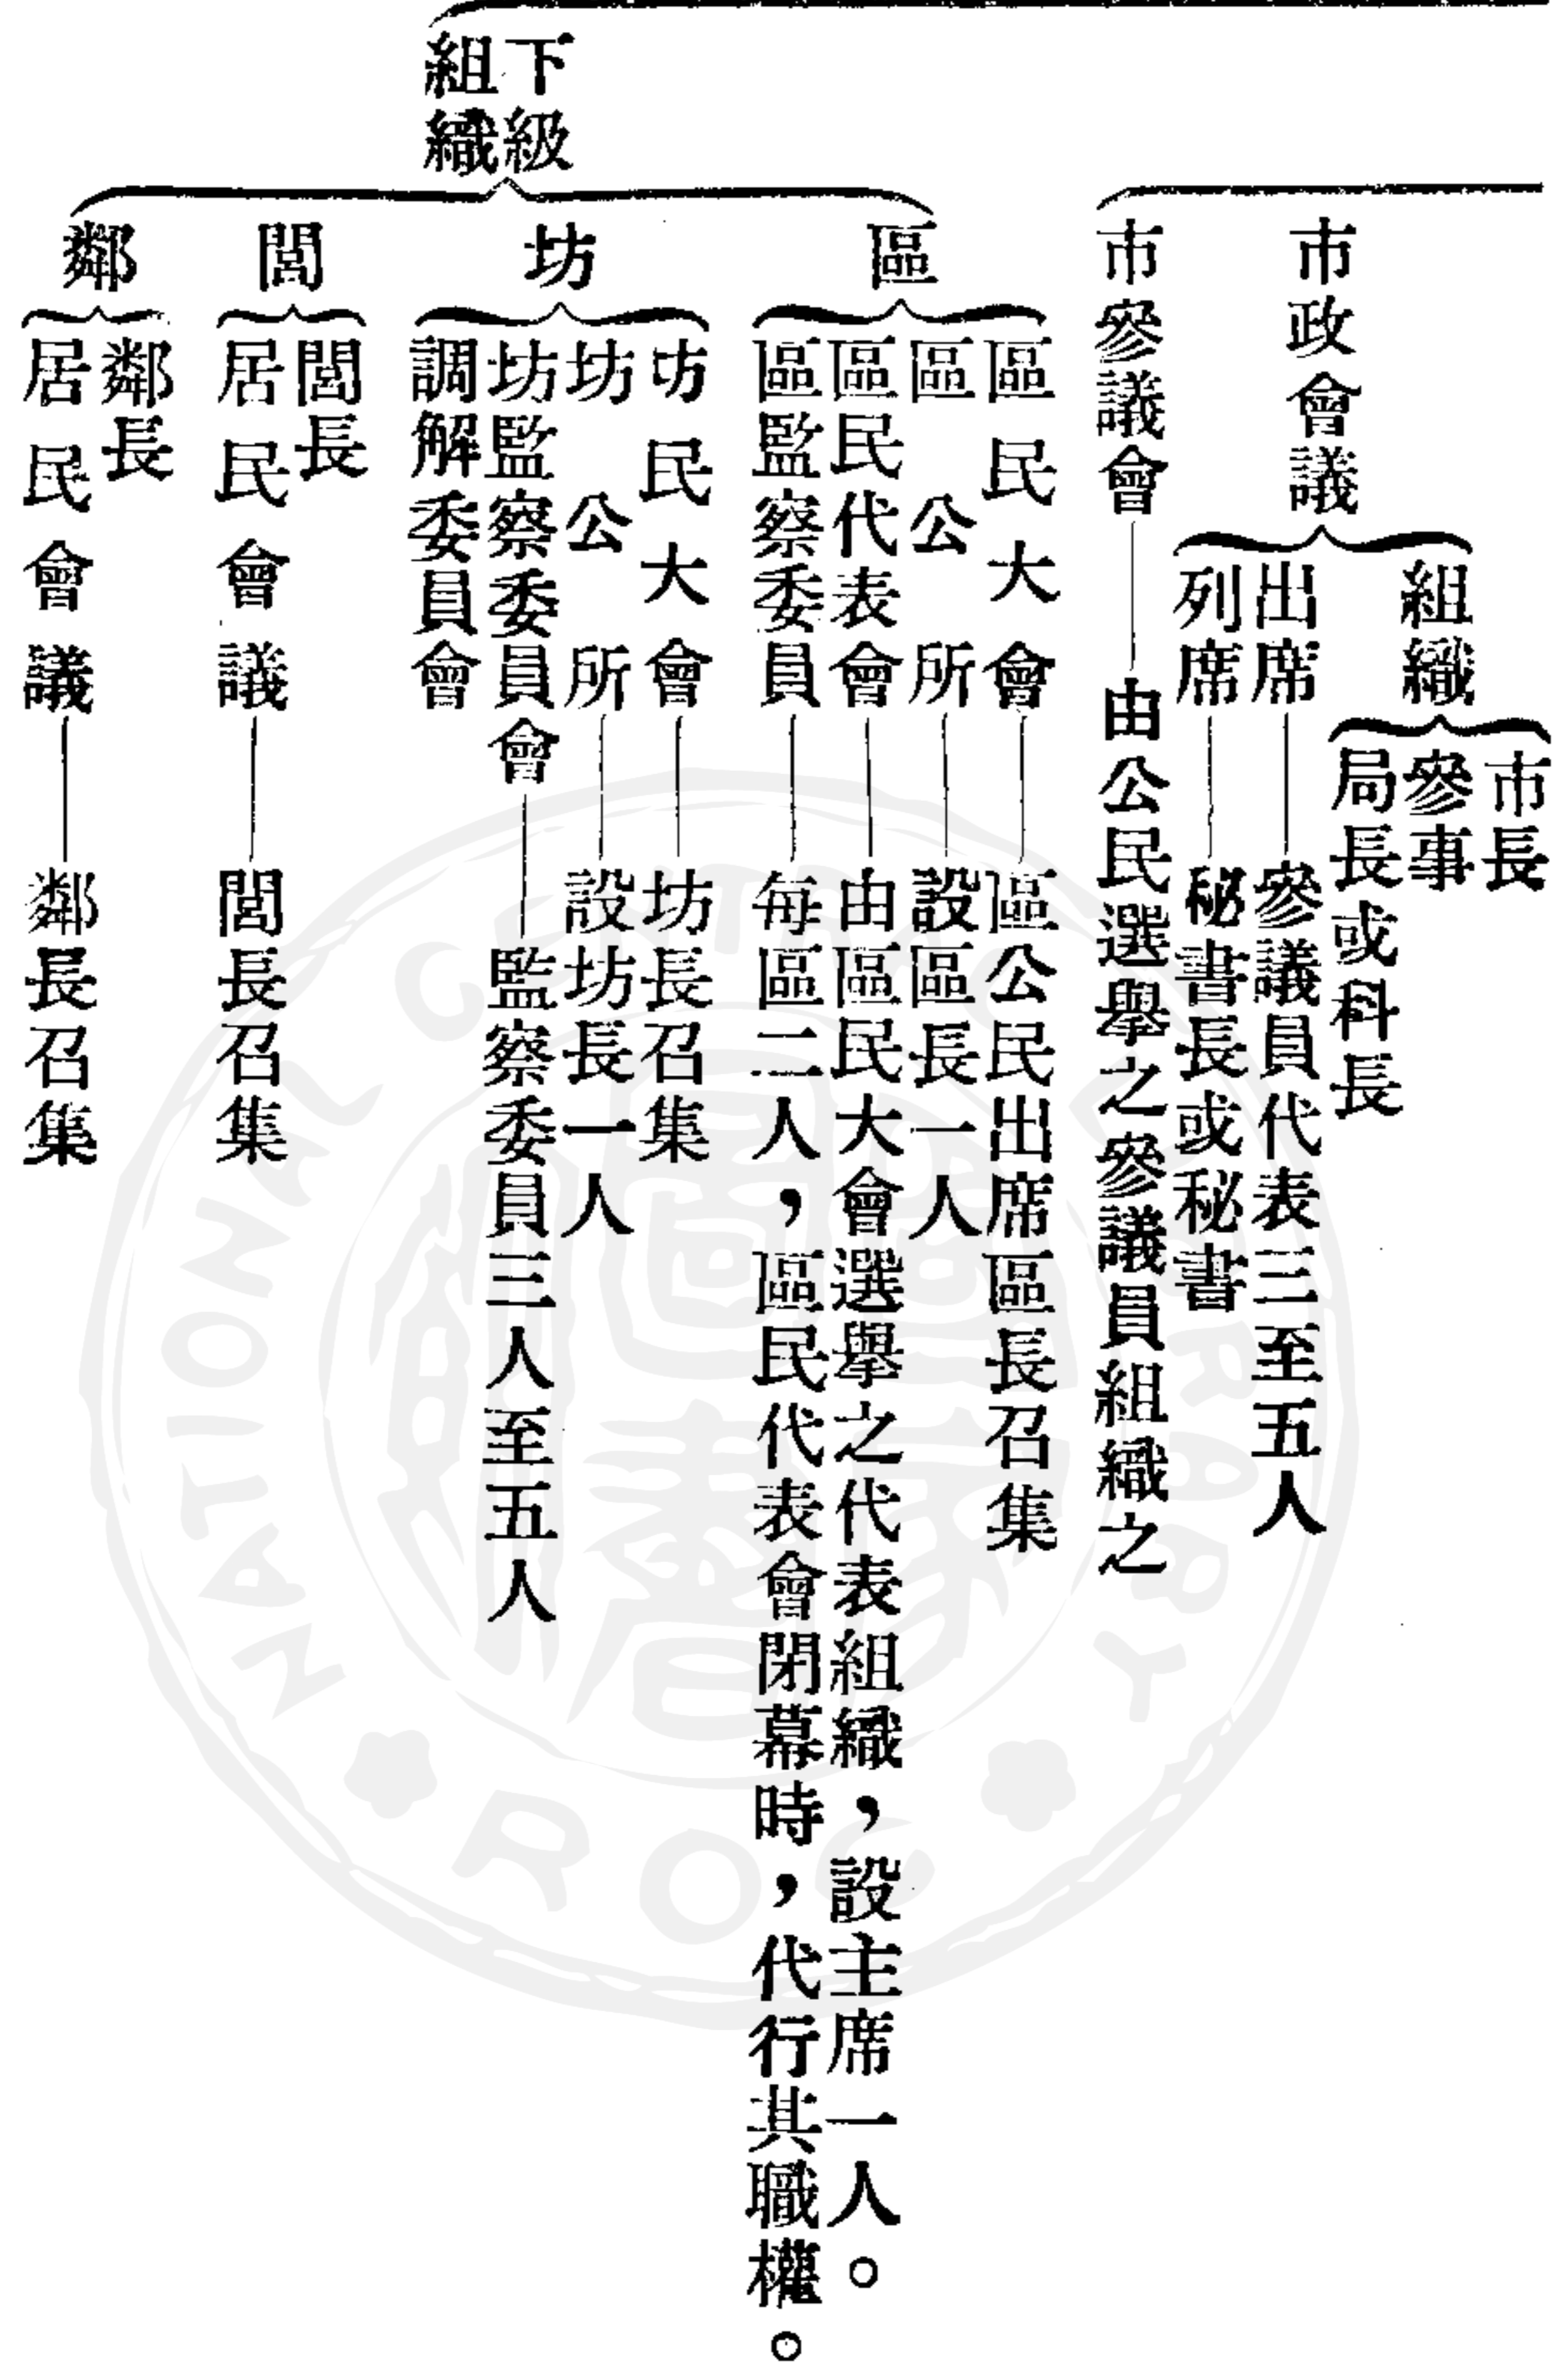 市政會議
組織
市長
參事
局長或科長
出席——參議員代表三至五人
列席——秘書長或秘書
市參議會——由公民選舉之參議員組織之
下級
組織
區
區民大會——區公民出席區長召集
區公所——設區長一人
區民代表會——由區民大會選舉之代表組織，設主席一人。
區監察委員——每區二人，區民代表會閉幕時，代行其職權。
坊
坊民大會——坊長召集
坊公所——設坊長一人
坊監察委員會——監察委員三人至五人
調解委員會
閭
閭長
居民會議——閭長召集
鄰
鄰長
居民會議——鄰長召集
NATIONAL CENTRAL LIBRARY
ROC
國家圖書館